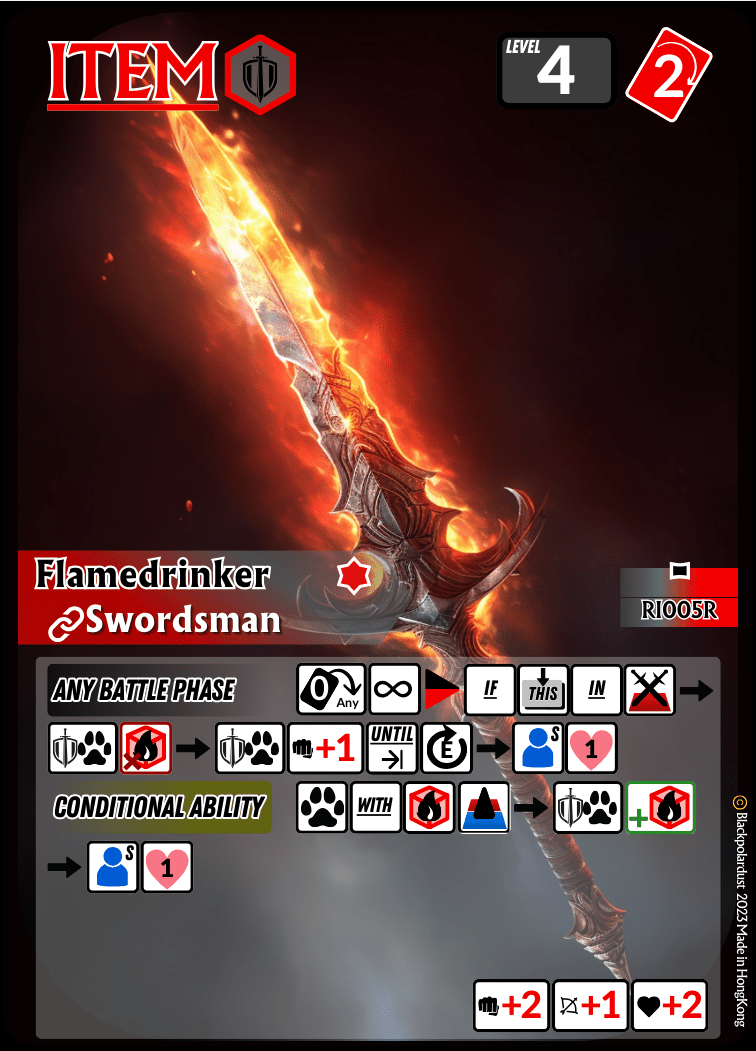 ITEM
LEVEL
4
2
Flamedrinker
Swordsman
RI005R
ANY BATTLE PHASE 0 Any ∞ IF THIS IN
+1 UNTIL E S 1
CONDITIONAL ABILITY WITH +
S 1
+2 +1 +2
© Blackpolardust 2023 Made in HongKong